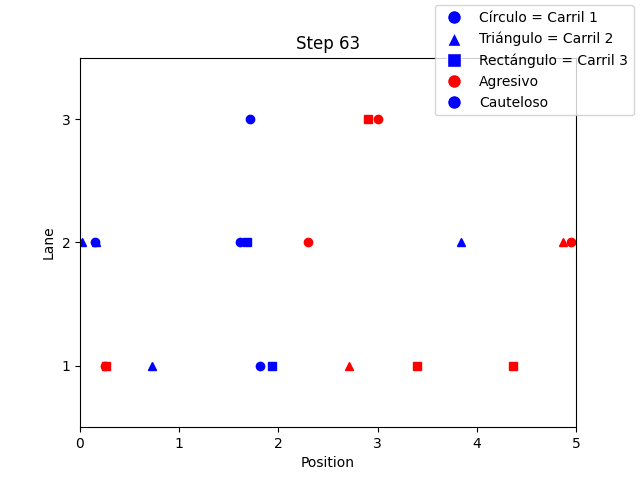 Step 63
Círculo = Carril 1
Triángulo = Carril 2
Rectángulo = Carril 3
Agresivo
Cauteloso
Lane
3
2
1
0 1 2 3 4 5
Position